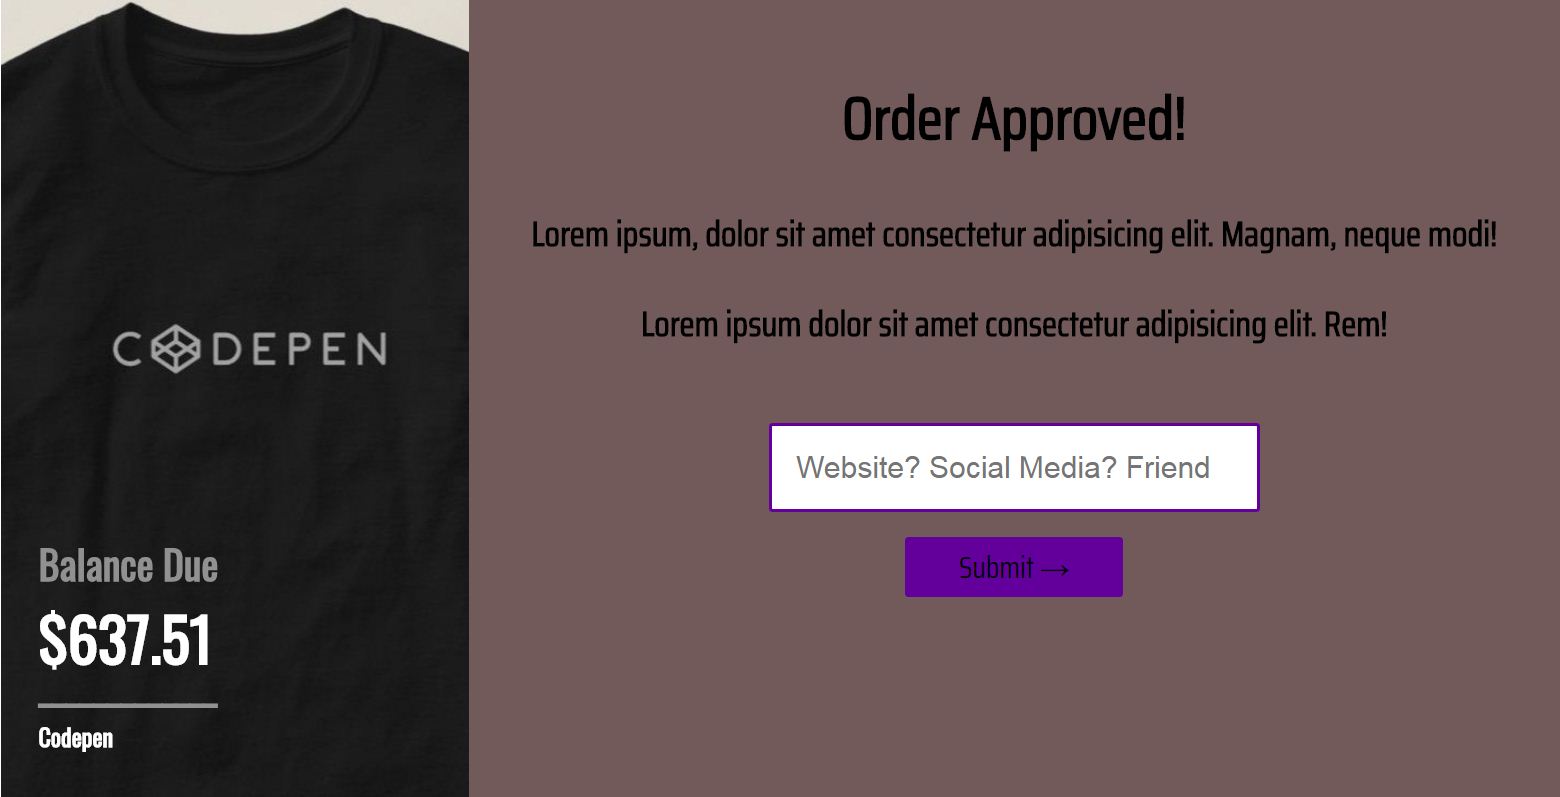 CODEPEN
Balance Due
$637.51
Codepen
Order Approved!
Lorem ipsum, dolor sit amet consectetur adipisicing elit. Magnam, neque modi!
Lorem ipsum dolor sit amet consectetur adipisicing elit. Rem!
Website? Social Media? Friend
Submit →